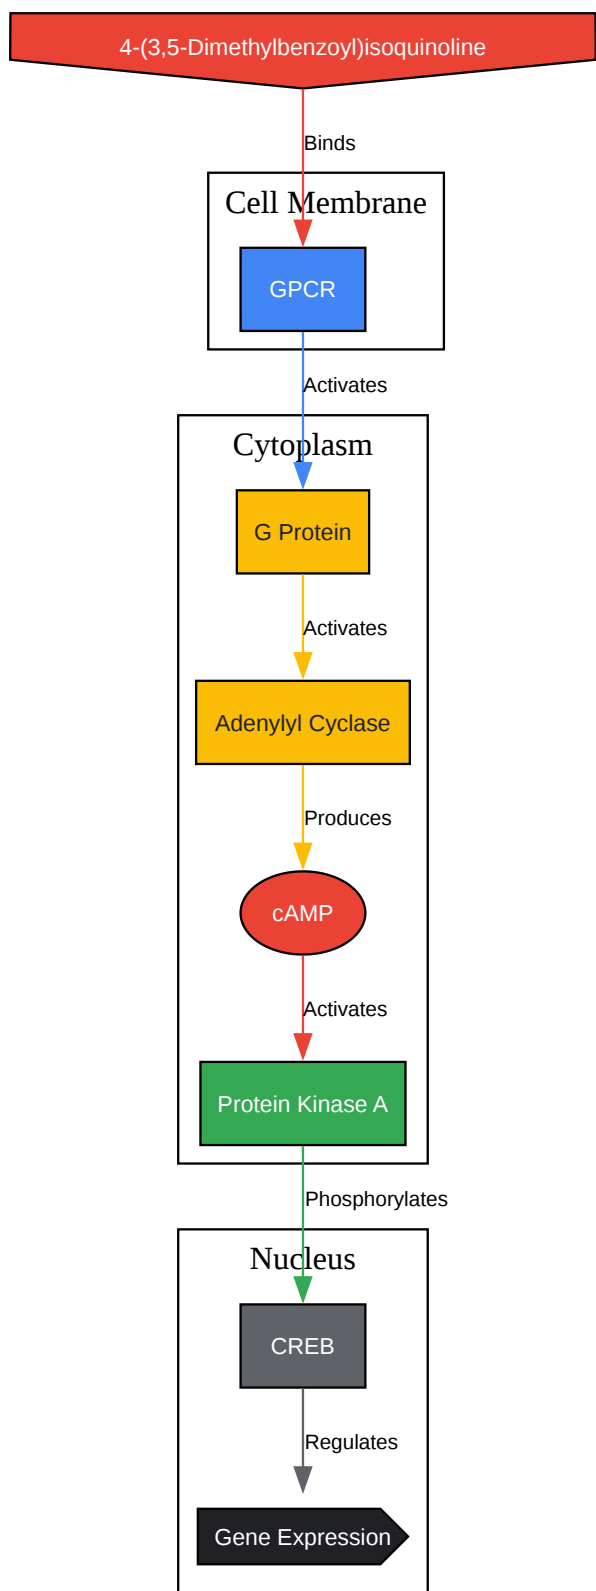 4-(3,5-Dimethylbenzoyl)isoquinoline
Binds
Cell Membrane
GPCR
Activates
Cytoplasm
G Protein
Activates
Adenylyl Cyclase
Produces
cAMP
Activates
Protein Kinase A
Phosphorylates
Nucleus
CREB
Regulates
Gene Expression